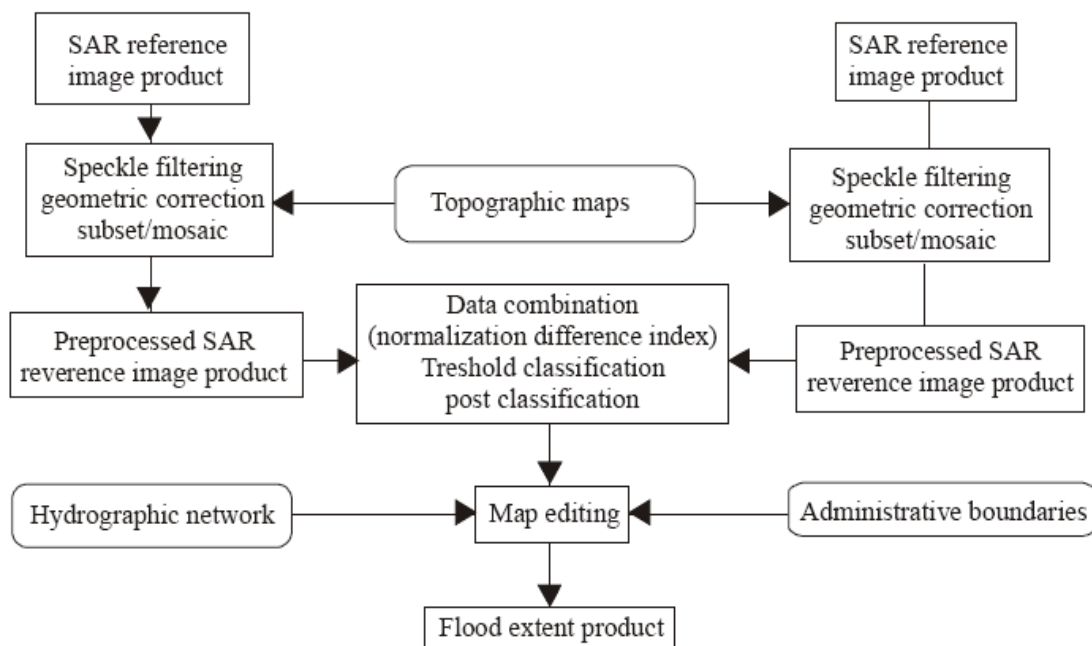 SAR reference
image product
SAR reference
image product
Speckle filtering
geometric correction
subset/mosaic
Topographic maps
Speckle filtering
geometric correction
subset/mosaic
Preprocessed SAR
reverence image product
Data combination
(normalization difference index)
Treshold classification
post classification
Preprocessed SAR
reverence image product
Hydrographic network
Map editing
Administrative boundaries
Flood extent product